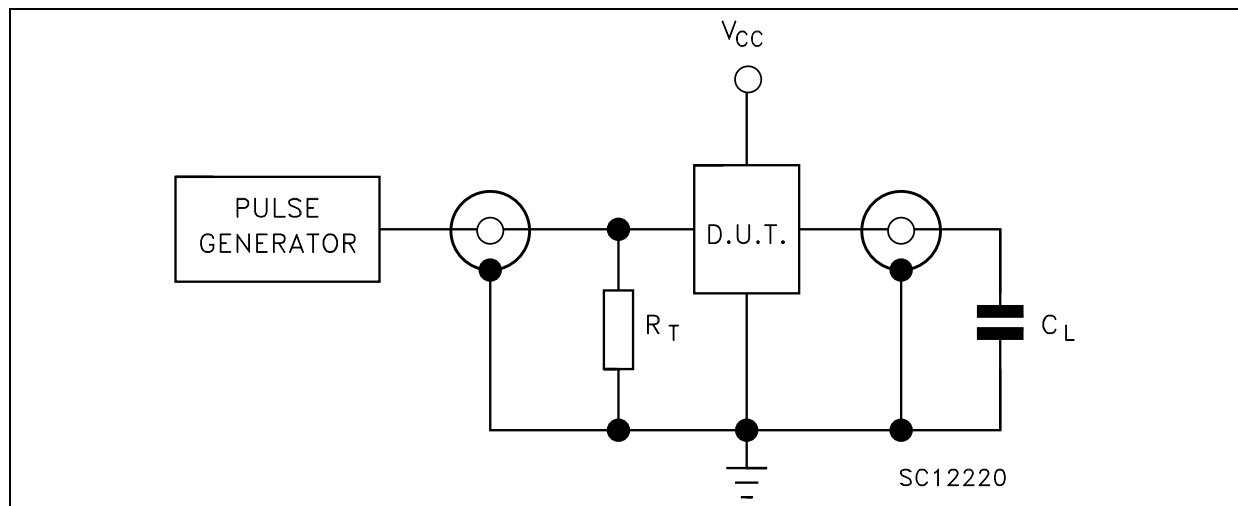 VCC
PULSE
GENERATOR
D.U.T.
RT
CL
SC12220